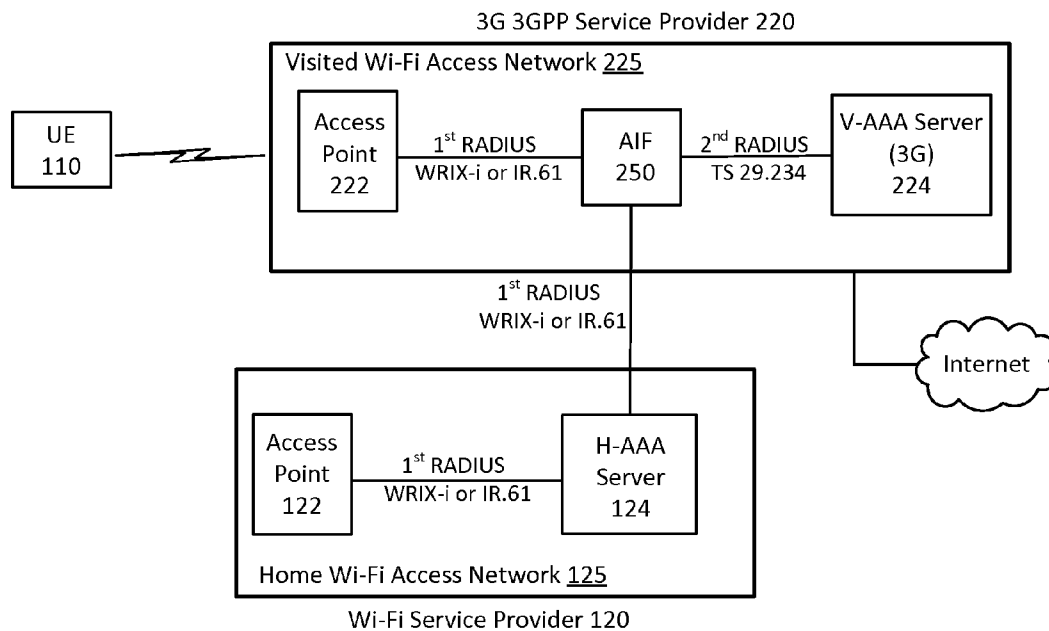 3G 3GPP Service Provider 220
Visited Wi-Fi Access Network 225
UE
110
Access
Point
222
1st RADIUS
WRIX-i or IR.61
AIF
250
2nd RADIUS
TS 29.234
V-AAA Server
(3G)
224
1st RADIUS
WRIX-i or IR.61
Internet
Access
Point
122
1st RADIUS
WRIX-i or IR.61
H-AAA
Server
124
Home Wi-Fi Access Network 125
Wi-Fi Service Provider 120